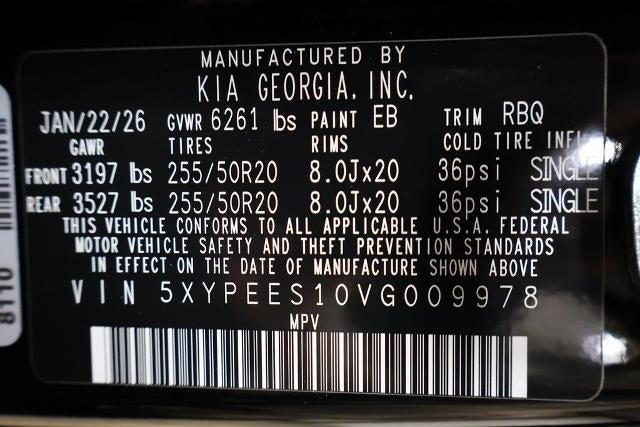 MANUFACTURED BY
KIA GEORGIA, INC.
JAN/22/26 GVWR 6261 lbs PAINT EB TRIM RBQ
GAWR TIRES RIMS COLD TIRE INFL
FRONT 3197 lbs 255/50R20 8.0Jx20 36psi SINGLE
REAR 3527 lbs 255/50R20 8.0Jx20 36psi SINGLE
THIS VEHICLE CONFORMS TO ALL APPLICABLE U.S.A. FEDERAL
MOTOR VEHICLE SAFETY AND THEFT PREVENTION STANDARDS
IN EFFECT ON THE DATE OF MANUFACTURE SHOWN ABOVE
VIN 5XYPEES10VG009978
MPV
8110